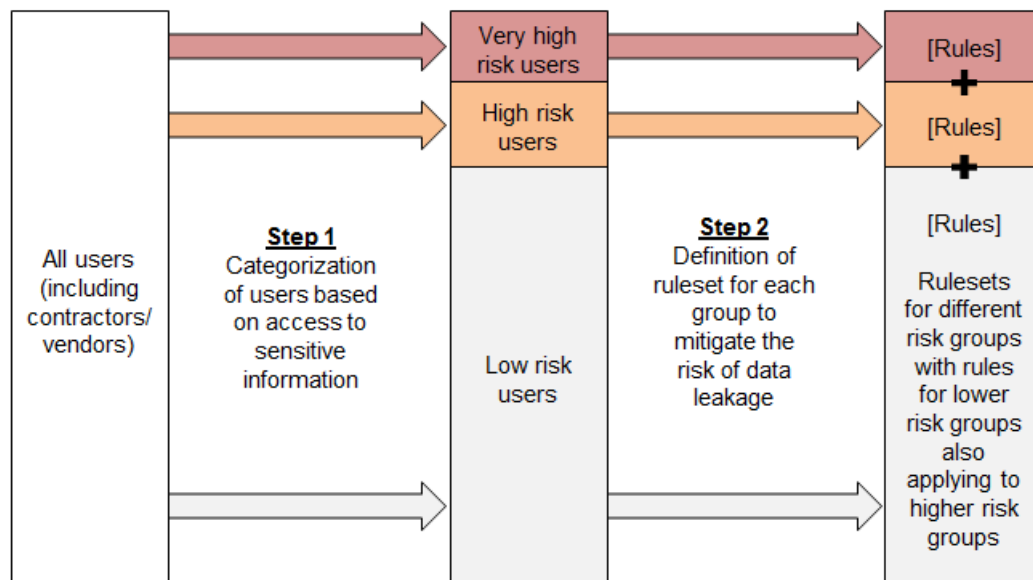 All users
(including
contractors/
vendors)
Step 1
Categorization
of users based
on access to
sensitive
information
Very high
risk users
High risk
users
Low risk
users
Step 2
Definition of
ruleset for each
group to
mitigate the
risk of data
leakage
[Rules]
[Rules]
[Rules]
Rulesets
for different
risk groups
with rules
for lower
risk groups
also
applying to
higher risk
groups